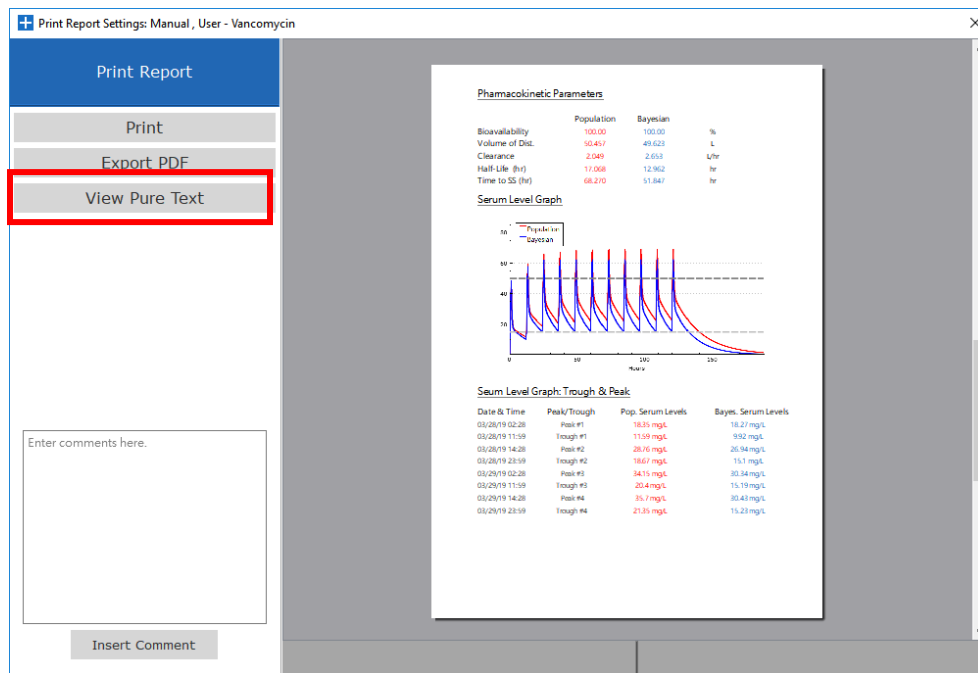 Print Report Settings: Manual , User - Vancomycin
Print Report
Print
Export PDF
View Pure Text
Enter comments here.
Insert Comment
Pharmacokinetic Parameters
Population Bayesian
Bioavailability 100.00 100.00 %
Volume of Dist. 50.457 49.623 L
Clearance 2.049 2.653 L/hr
Half-Life (hr) 17.068 12.962 hr
Time to SS (hr) 68.270 51.847 hr
Serum Level Graph
Population
Bayesian
80
60
40
20
0 50 100 150
Hours
Seum Level Graph: Trough & Peak
Date & Time Peak/Trough Pop. Serum Levels Bayes. Serum Levels
03/28/19 02:28 Peak #1 18.35 mg/L 18.27 mg/L
03/28/19 11:59 Trough #1 11.59 mg/L 9.92 mg/L
03/28/19 14:28 Peak #2 28.76 mg/L 26.94 mg/L
03/28/19 23:59 Trough #2 18.67 mg/L 15.1 mg/L
03/29/19 02:28 Peak #3 34.15 mg/L 30.34 mg/L
03/29/19 11:59 Trough #3 20.4 mg/L 15.19 mg/L
03/29/19 14:28 Peak #4 35.7 mg/L 30.43 mg/L
03/29/19 23:59 Trough #4 21.35 mg/L 15.23 mg/L